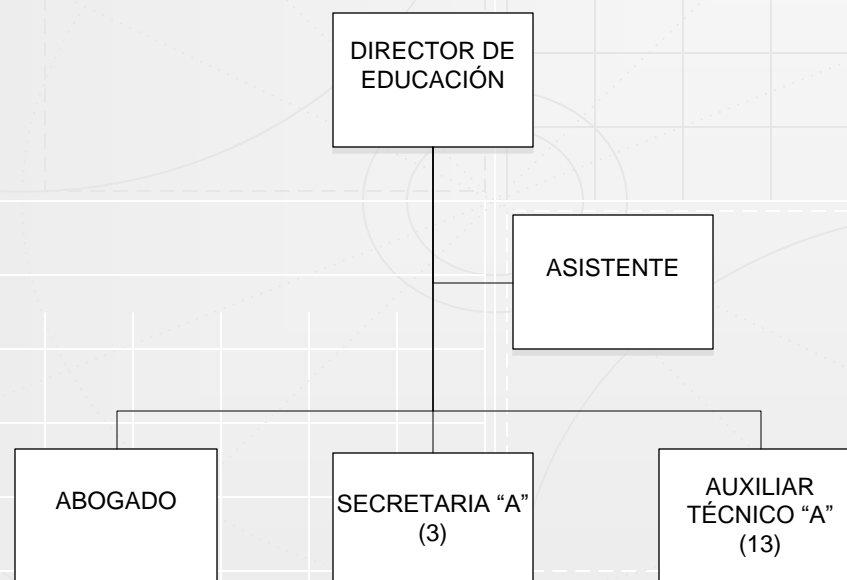 DIRECTOR DE
EDUCACIÓN
ASISTENTE
ABOGADO
SECRETARIA “A”
(3)
AUXILIAR
TÉCNICO “A”
(13)